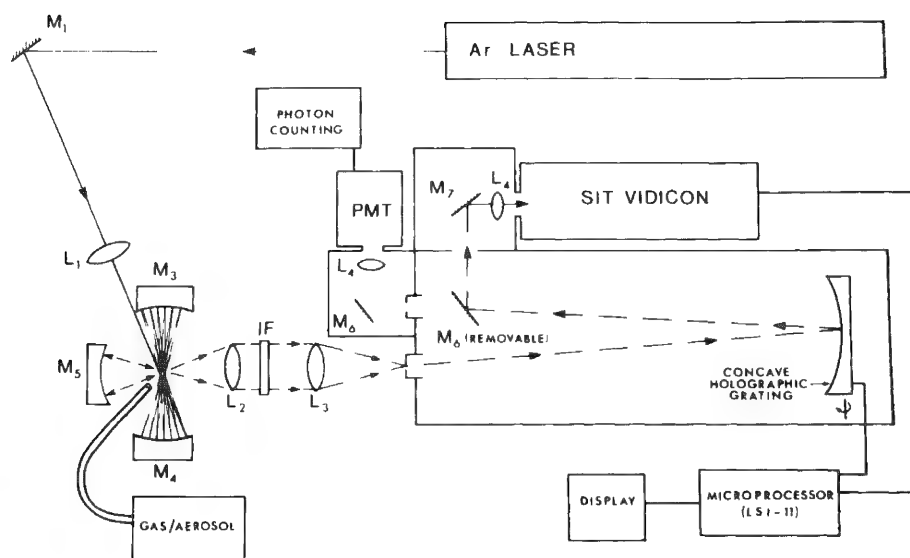 M₁
Ar LASER
PHOTON
COUNTING
PMT
M₇
L₄
SIT VIDICON
L₁
M₃
L₄
M₆
IF
M₆ (REMOVABLE)
M₅
L₂
L₃
CONCAVE
HOLOGRAPHIC
GRATING
M₄
GAS/AEROSOL
DISPLAY
MICROPROCESSOR
(LSI-11)